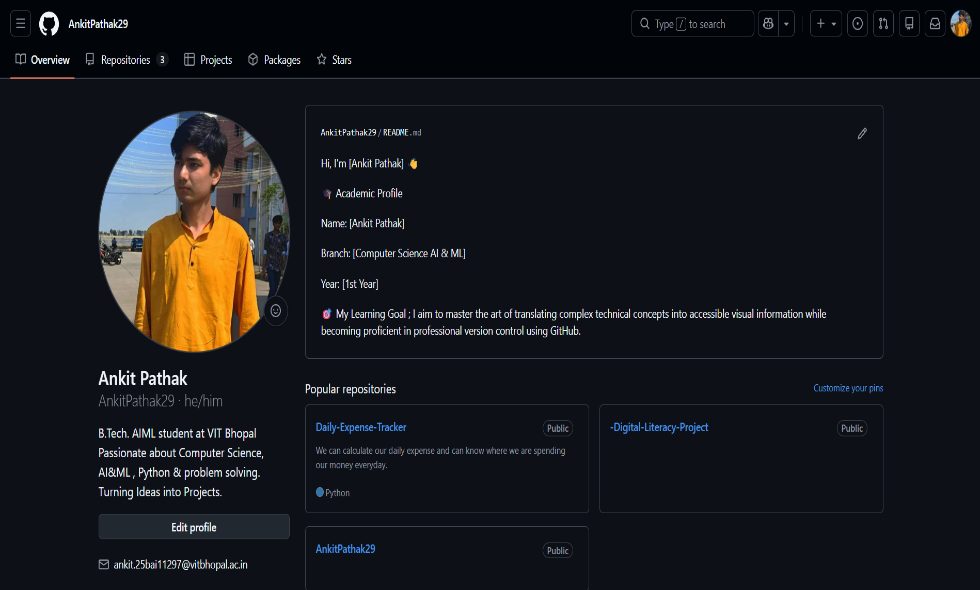 AnkitPathak29
Type / to search
Overview
Repositories 3
Projects
Packages
Stars
AnkitPathak29 / README.md
Hi, I'm [Ankit Pathak] 👋
🎓 Academic Profile
Name: [Ankit Pathak]
Branch: [Computer Science AI & ML]
Year: [1st Year]
🎯 My Learning Goal ; I aim to master the art of translating complex technical concepts into accessible visual information while
becoming proficient in professional version control using GitHub.
Ankit Pathak
AnkitPathak29 · he/him
B.Tech. AIML student at VIT Bhopal
Passionate about Computer Science,
AI&ML , Python & problem solving.
Turning Ideas into Projects.
Edit profile
ankit.25bai11297@vitbhopal.ac.in
Popular repositories
Customize your pins
Daily-Expense-Tracker
Public
We can calculate our daily expense and can know where we are spending
our money everyday.
Python
-Digital-Literacy-Project
Public
AnkitPathak29
Public